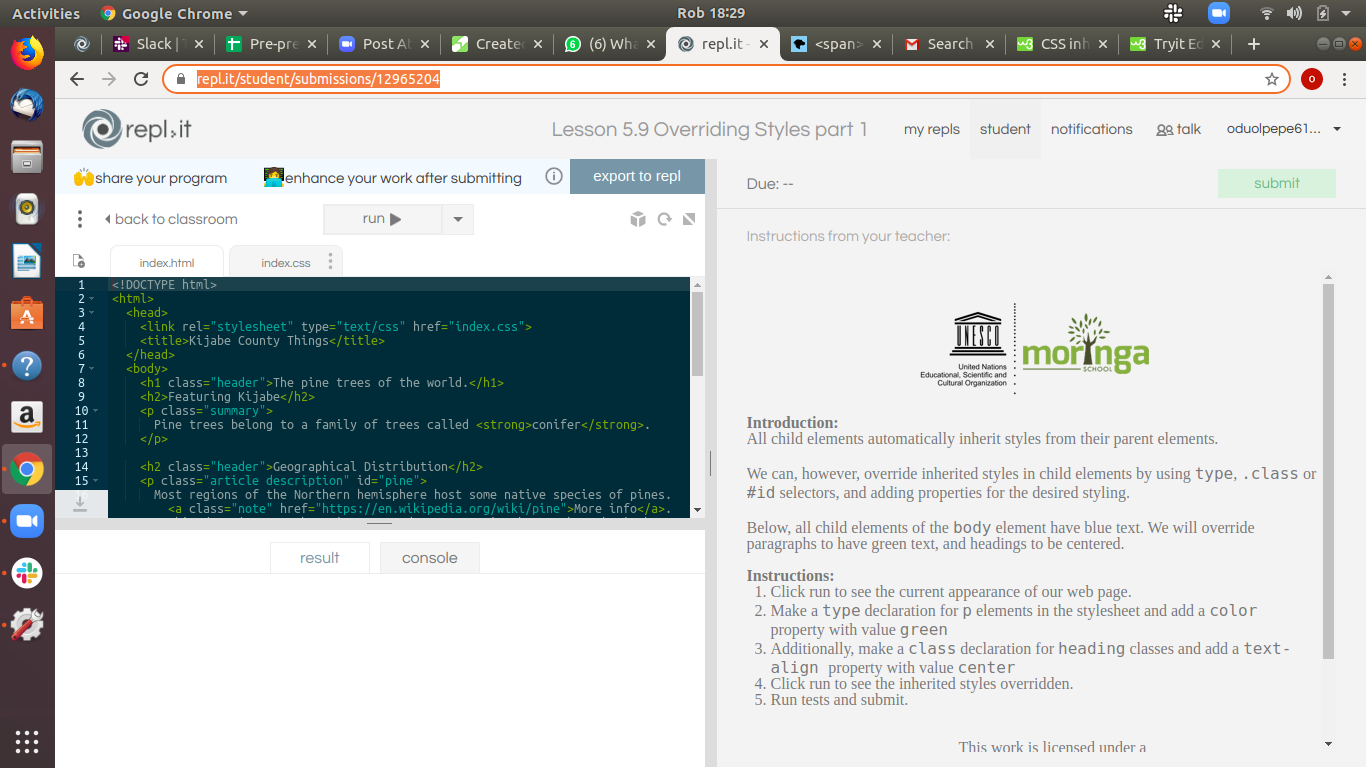 Activities
Google Chrome
Rob 18:29
Slack | T
Pre-pre
Post At
Created
(6) Wha
repl.it -
<span>
Search
CSS inh
Tryit Ed
repl.it/student/submissions/12965204
repl.it
Lesson 5.9 Overriding Styles part 1
my repls
student
notifications
talk
oduolpepe61...
share your program
enhance your work after submitting
export to repl
Due: --
submit
back to classroom
run
Instructions from your teacher:
index.html
index.css
1 <!DOCTYPE html>
2 <html>
3 <head>
4 <link rel="stylesheet" type="text/css" href="index.css">
5 <title>Kijabe County Things</title>
6 </head>
7 <body>
8 <h1 class="header">The pine trees of the world.</h1>
9 <h2>Featuring Kijabe</h2>
10 <p class="summary">
11 Pine trees belong to a family of trees called <strong>conifer</strong>.
12 </p>
13
14 <h2 class="header">Geographical Distribution</h2>
15 <p class="article description" id="pine">
Most regions of the Northern hemisphere host some native species of pines.
<a class="note" href="https://en.wikipedia.org/wiki/pine">More info</a>.
result
console
UNESCO
United Nations
Educational, Scientific and
Cultural Organization
moringa
SCHOOL
Introduction:
All child elements automatically inherit styles from their parent elements.
We can, however, override inherited styles in child elements by using type, .class or
#id selectors, and adding properties for the desired styling.
Below, all child elements of the body element have blue text. We will override
paragraphs to have green text, and headings to be centered.
Instructions:
1. Click run to see the current appearance of our web page.
2. Make a type declaration for p elements in the stylesheet and add a color
property with value green
3. Additionally, make a class declaration for heading classes and add a text-
align property with value center
4. Click run to see the inherited styles overridden.
5. Run tests and submit.
This work is licensed under a